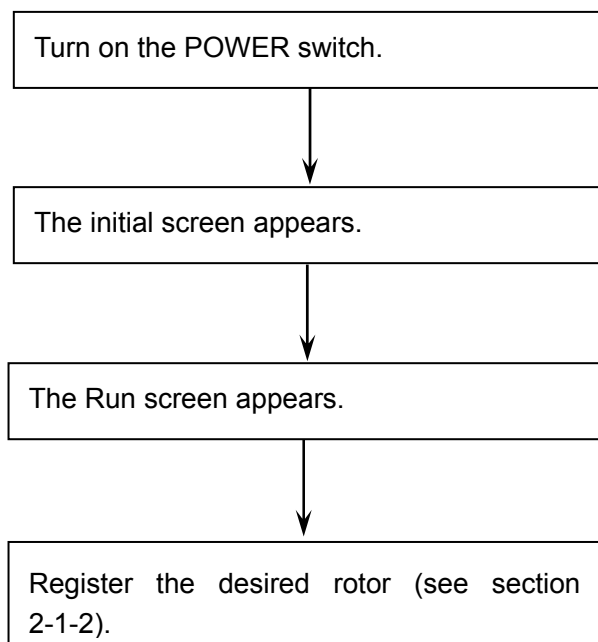 Turn on the POWER switch.
The initial screen appears.
The Run screen appears.
Register the desired rotor (see section
2-1-2).